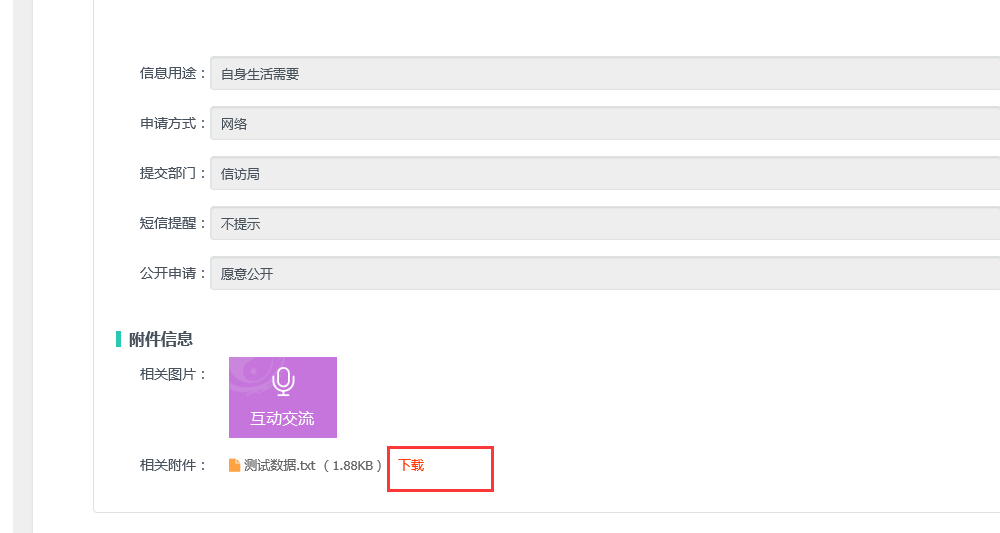 信息用途： 自身生活需要
申请方式： 网络
提交部门： 信访局
短信提醒： 不提示
公开申请： 愿意公开
附件信息
相关图片：
互动交流
相关附件： 测试数据.txt （1.88KB） 下载